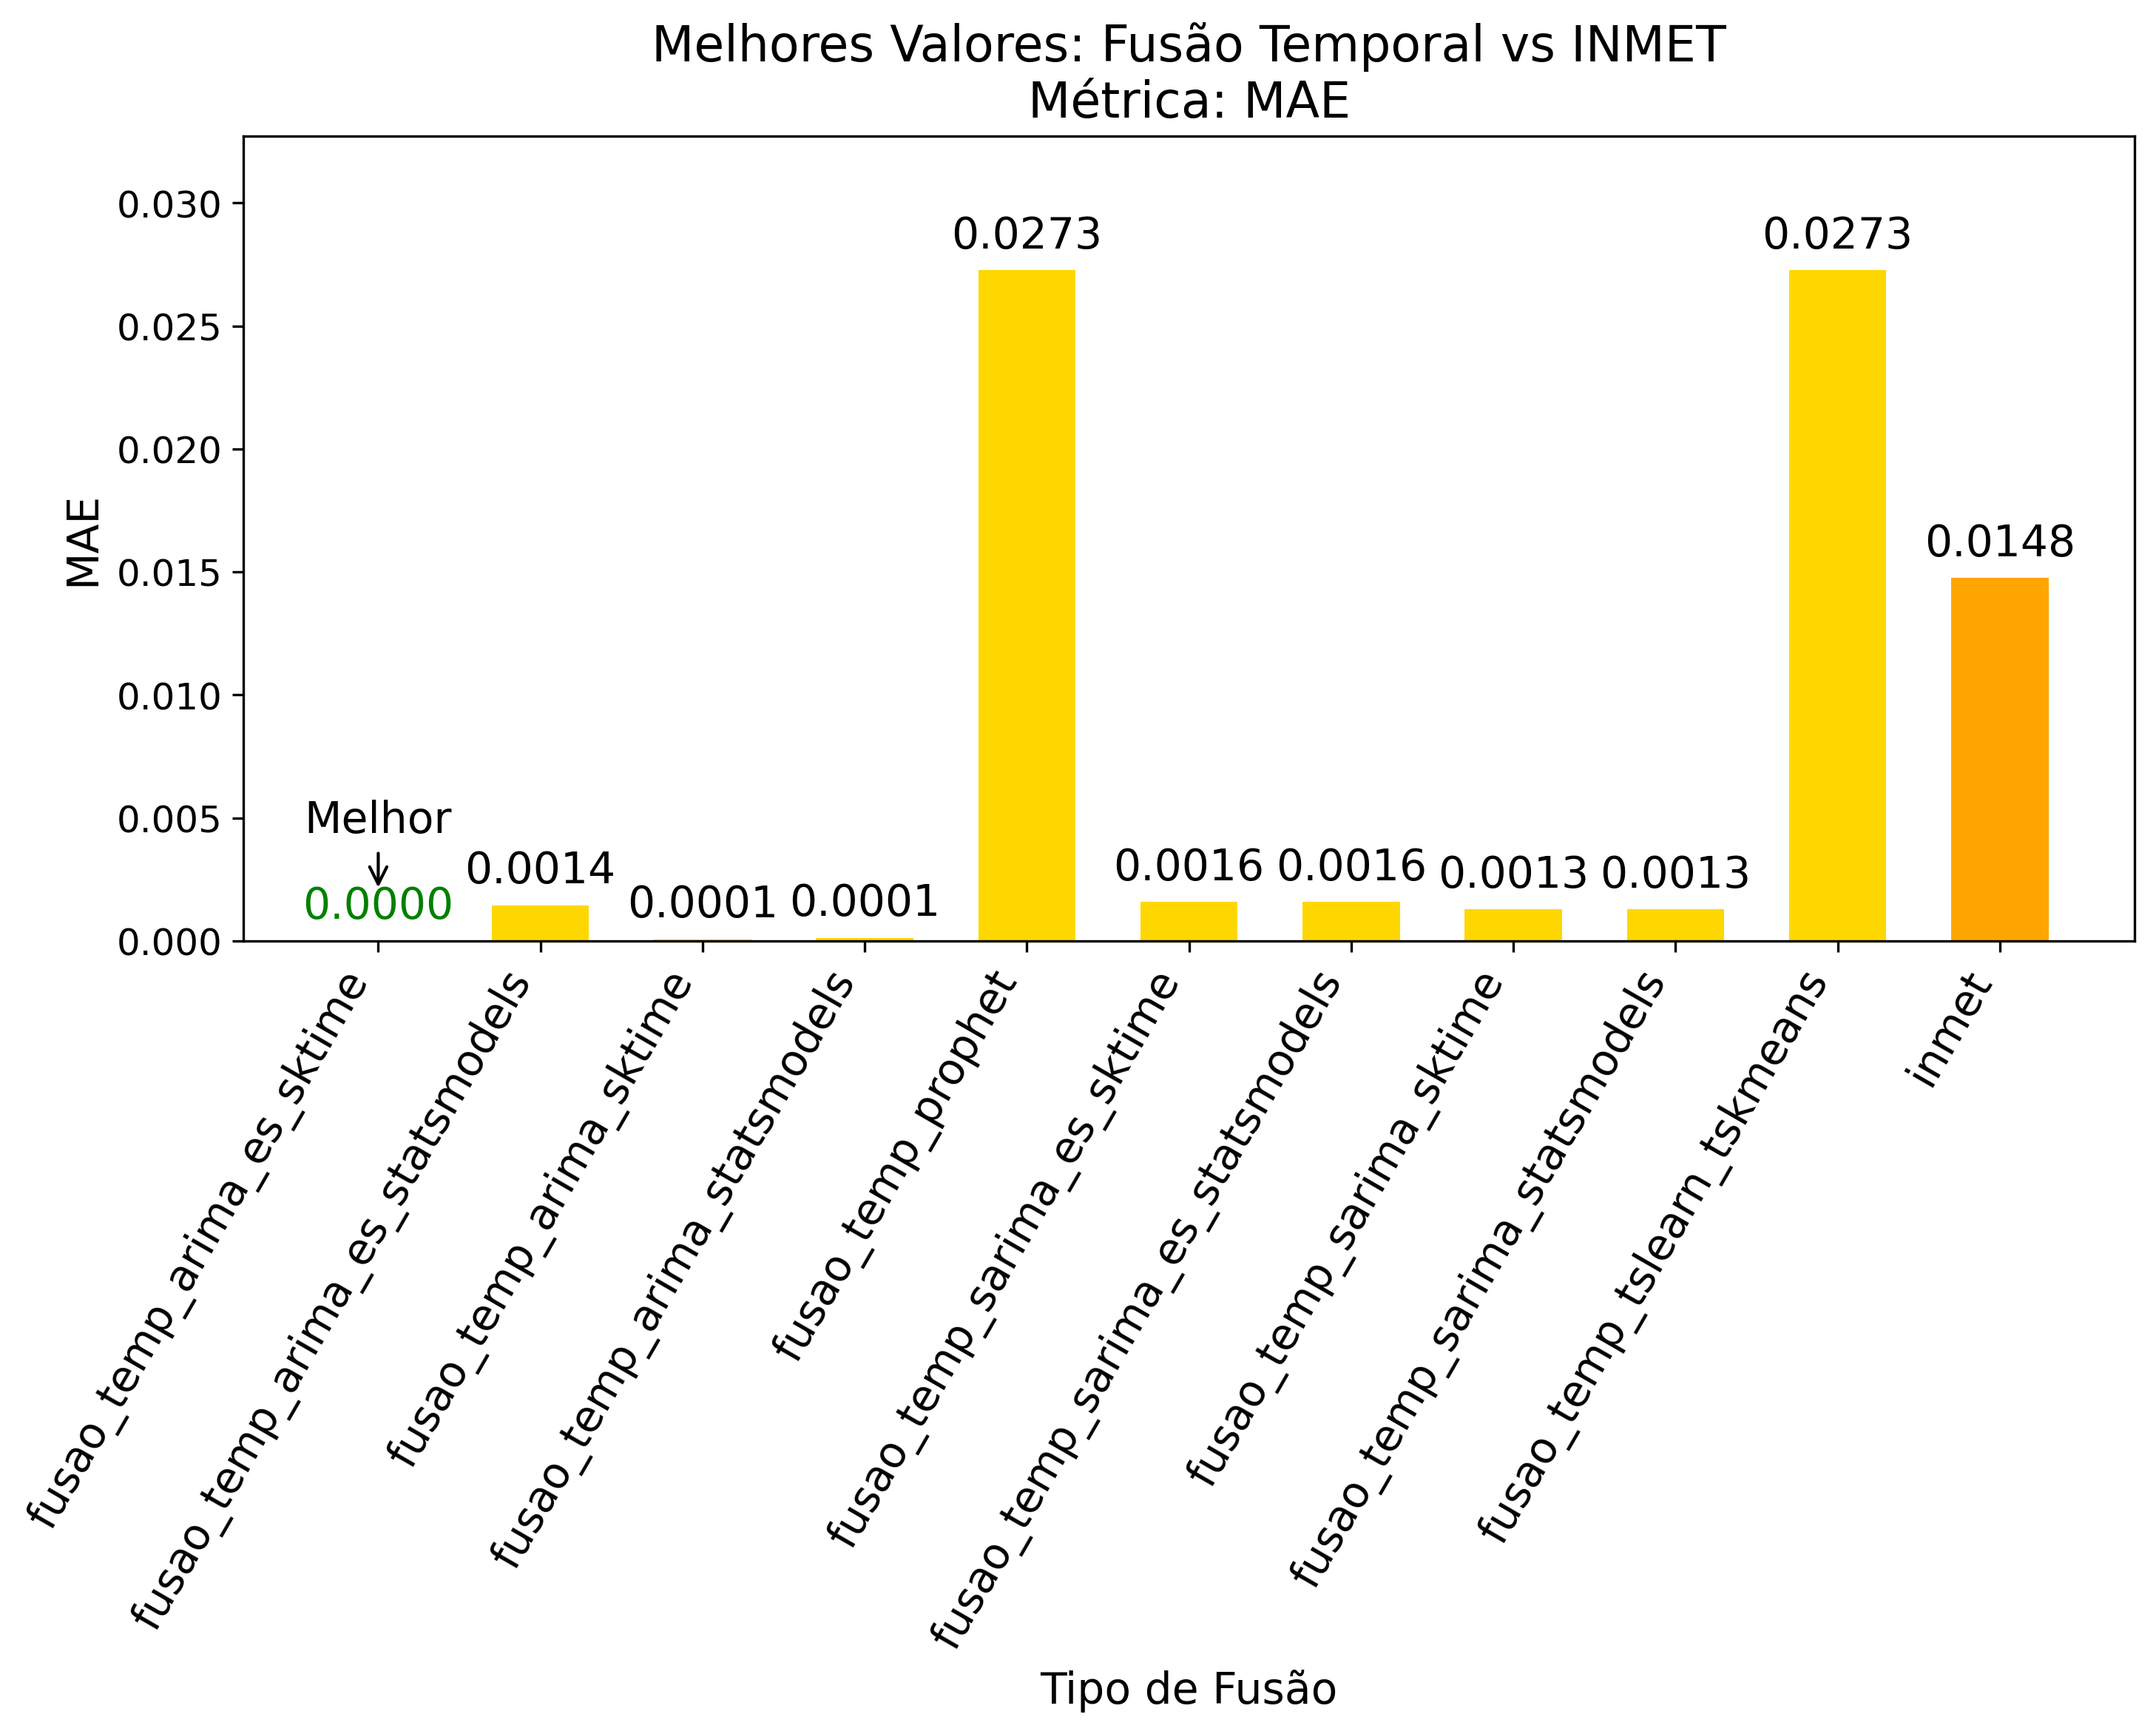 Melhores Valores: Fusão Temporal vs INMET
Métrica: MAE
MAE
0.030
0.025
0.020
0.015
0.010
0.005
0.000
Melhor
0.0000
0.0014
0.0001
0.0001
0.0273
0.0016
0.0016
0.0013
0.0013
0.0273
0.0148
fusao_temp_arima_es_sktime
fusao_temp_arima_es_statsmodels
fusao_temp_arima_sktime
fusao_temp_arima_statsmodels
fusao_temp_prophet
fusao_temp_sarima_es_sktime
fusao_temp_sarima_es_statsmodels
fusao_temp_sarima_sktime
fusao_temp_sarima_statsmodels
fusao_temp_tslearn_tskmeans
inmet
Tipo de Fusão